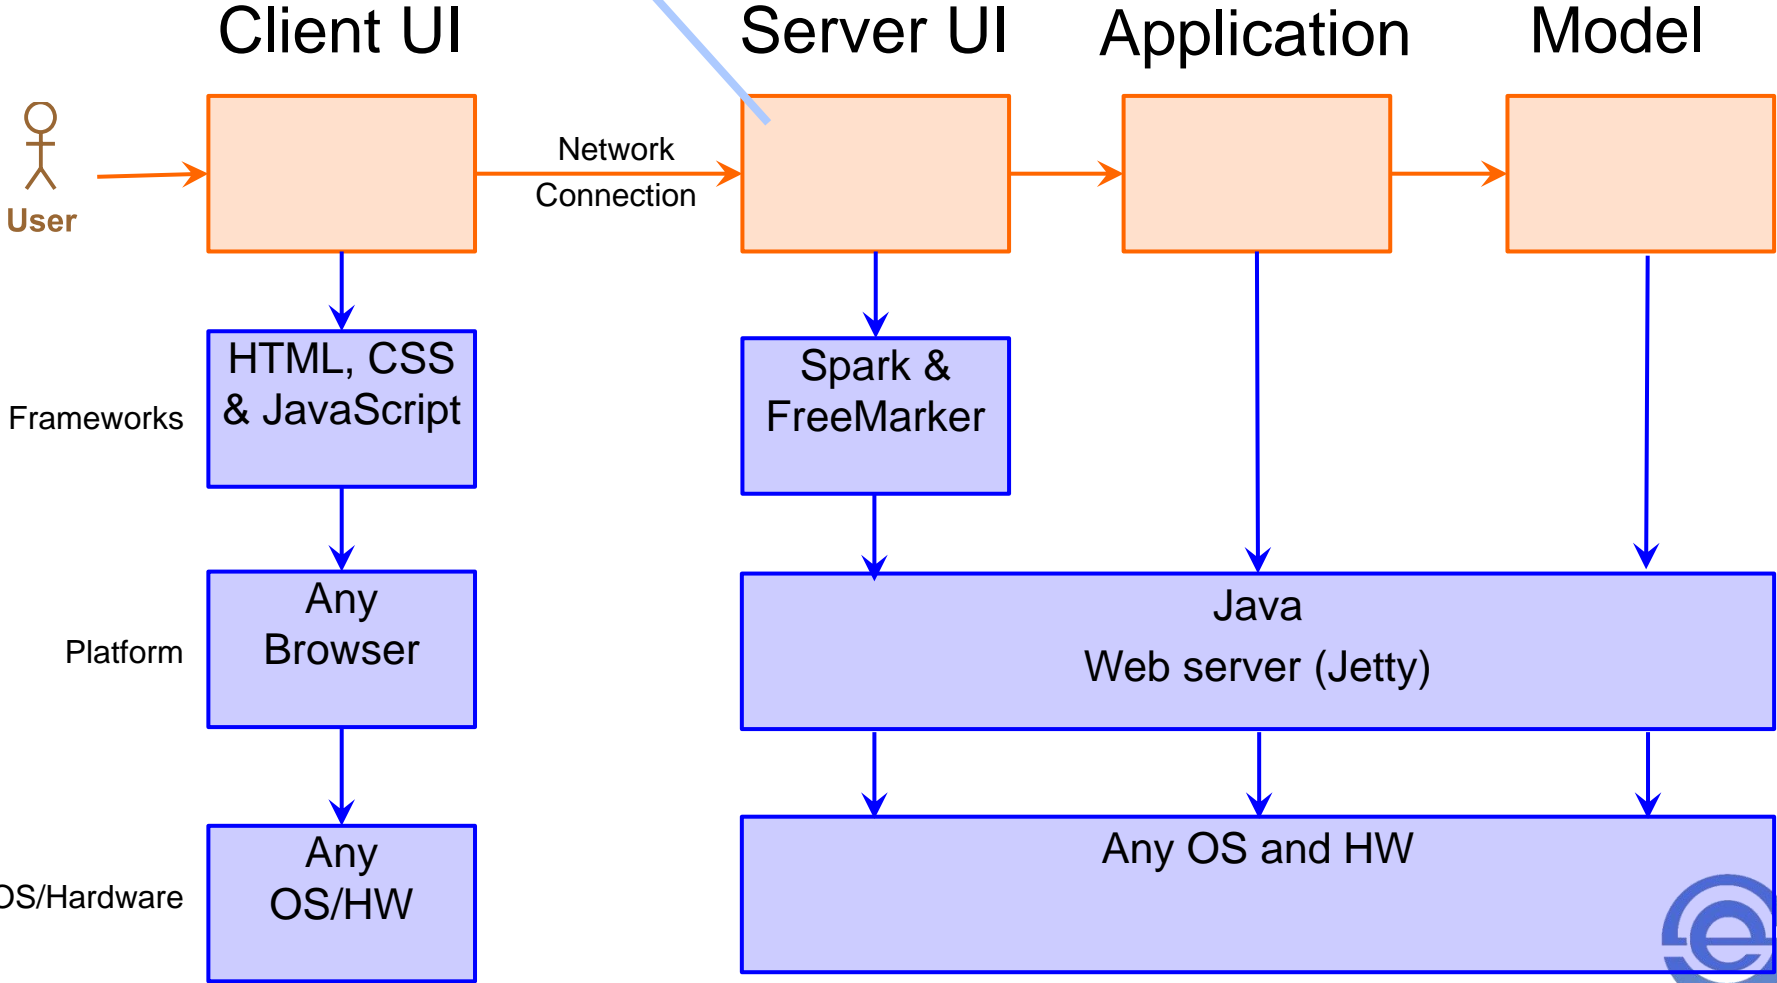 Client UI
Server UI
Application
Model
User
Network
Connection
Frameworks
HTML, CSS
& JavaScript
Spark &
FreeMarker
Platform
Any
Browser
Java
Web server (Jetty)
OS/Hardware
Any
OS/HW
Any OS and HW